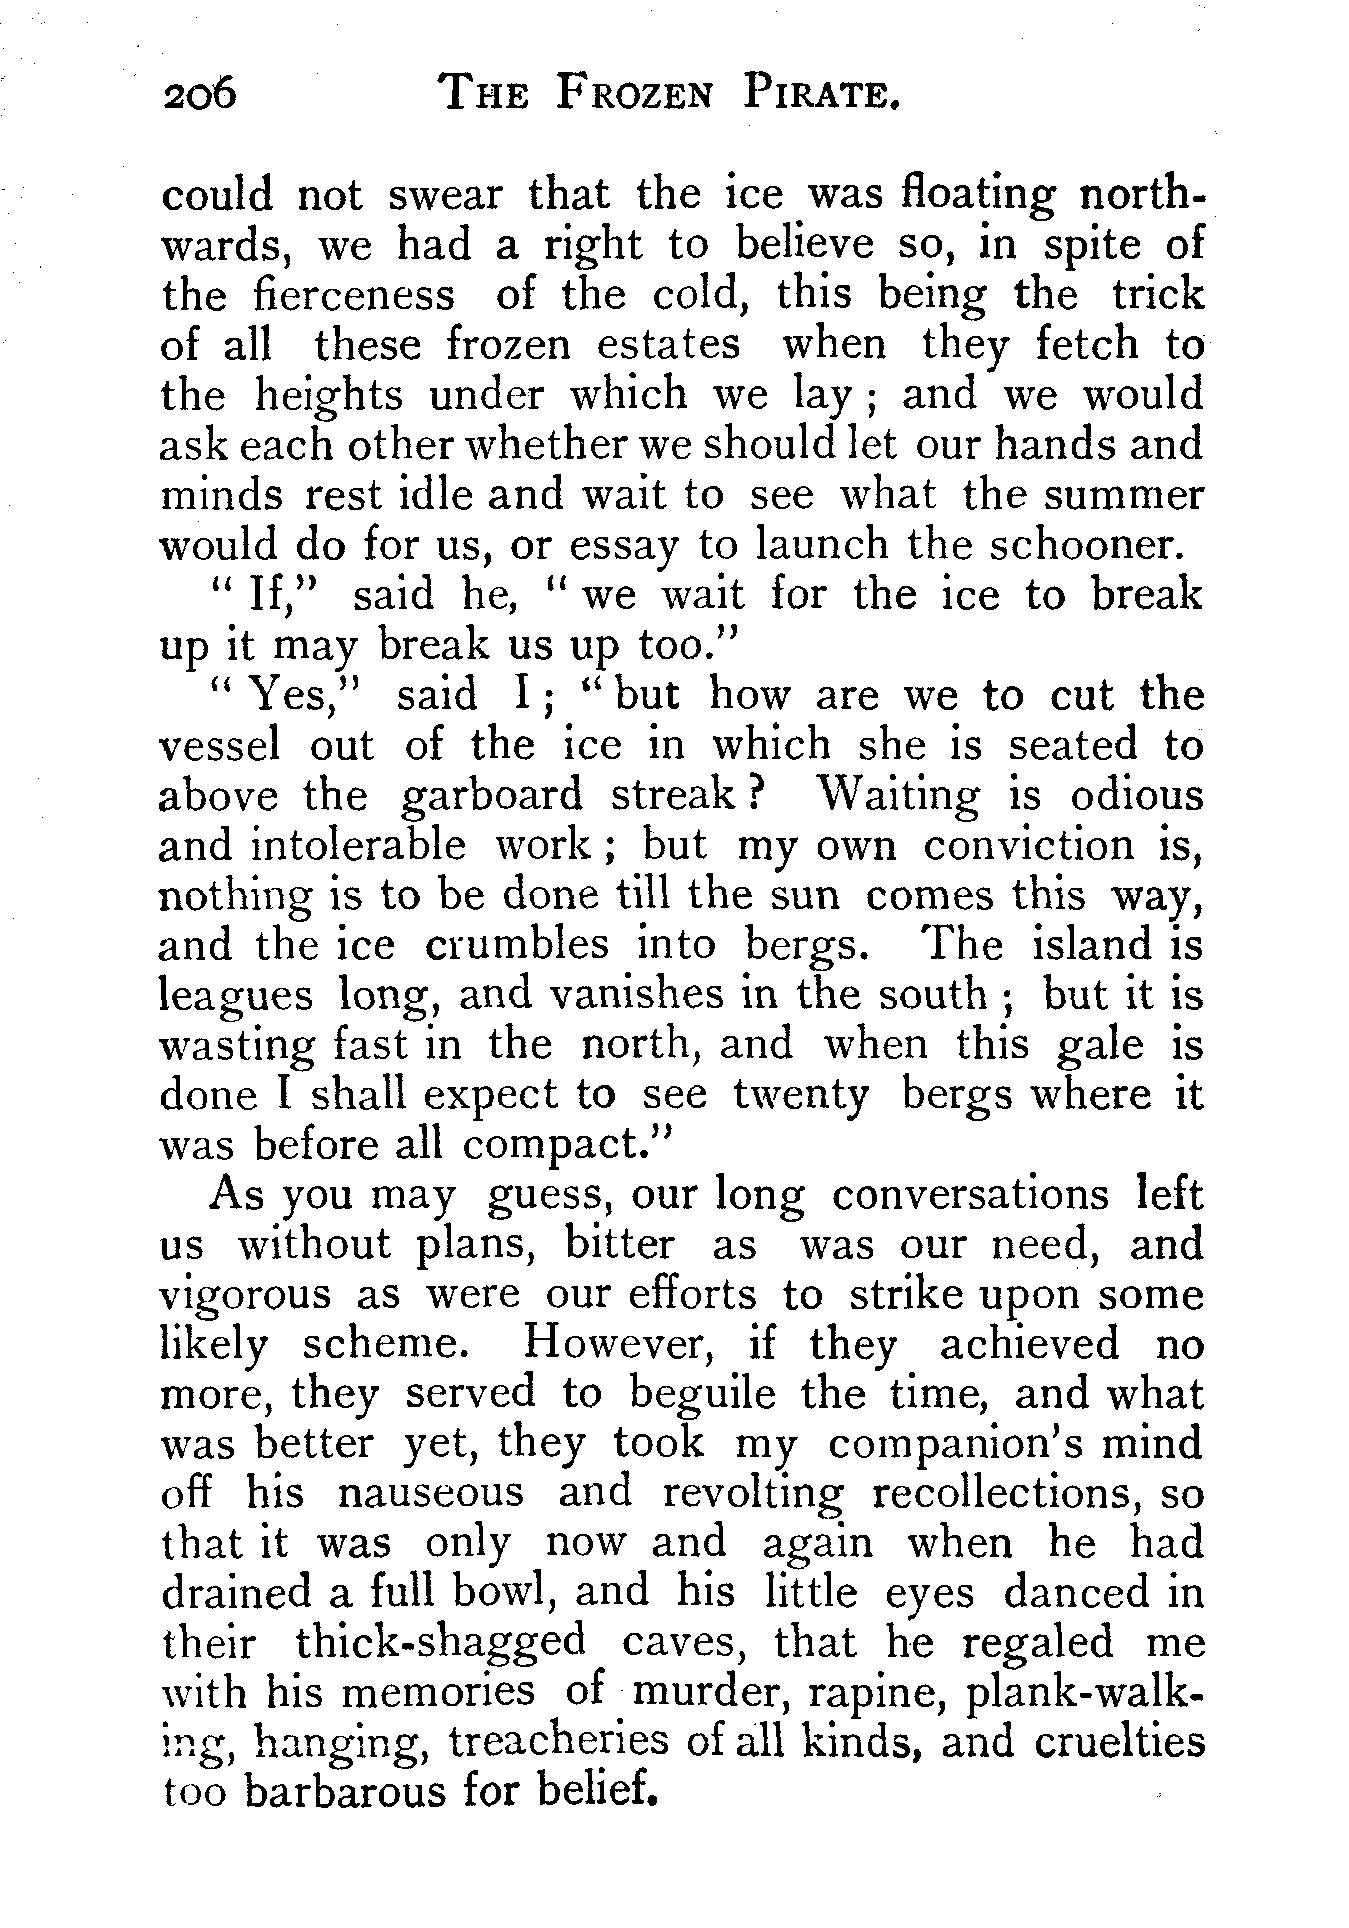 206 THE FROZEN PIRATE.
could not swear that the ice was floating north-
wards, we had a right to believe so, in spite of
the fierceness of the cold, this being the trick
of all these frozen estates when they fetch to
the heights under which we lay ; and we would
ask each other whether we should let our hands and
minds rest idle and wait to see what the summer
would do for us, or essay to launch the schooner.
“ If,” said he, “ we wait for the ice to break
up it may break us up too.”
“ Yes,” said I ; “ but how are we to cut the
vessel out of the ice in which she is seated to
above the garboard streak ? Waiting is odious
and intolerable work ; but my own conviction is,
nothing is to be done till the sun comes this way,
and the ice crumbles into bergs. The island is
leagues long, and vanishes in the south ; but it is
wasting fast in the north, and when this gale is
done I shall expect to see twenty bergs where it
was before all compact.”
As you may guess, our long conversations left
us without plans, bitter as was our need, and
vigorous as were our efforts to strike upon some
likely scheme. However, if they achieved no
more, they served to beguile the time, and what
was better yet, they took my companion's mind
off his nauseous and revolting recollections, so
that it was only now and again when he had
drained a full bowl, and his little eyes danced in
their thick-shagged caves, that he regaled me
with his memories of murder, rapine, plank-walk-
ing, hanging, treacheries of all kinds, and cruelties
too barbarous for belief.